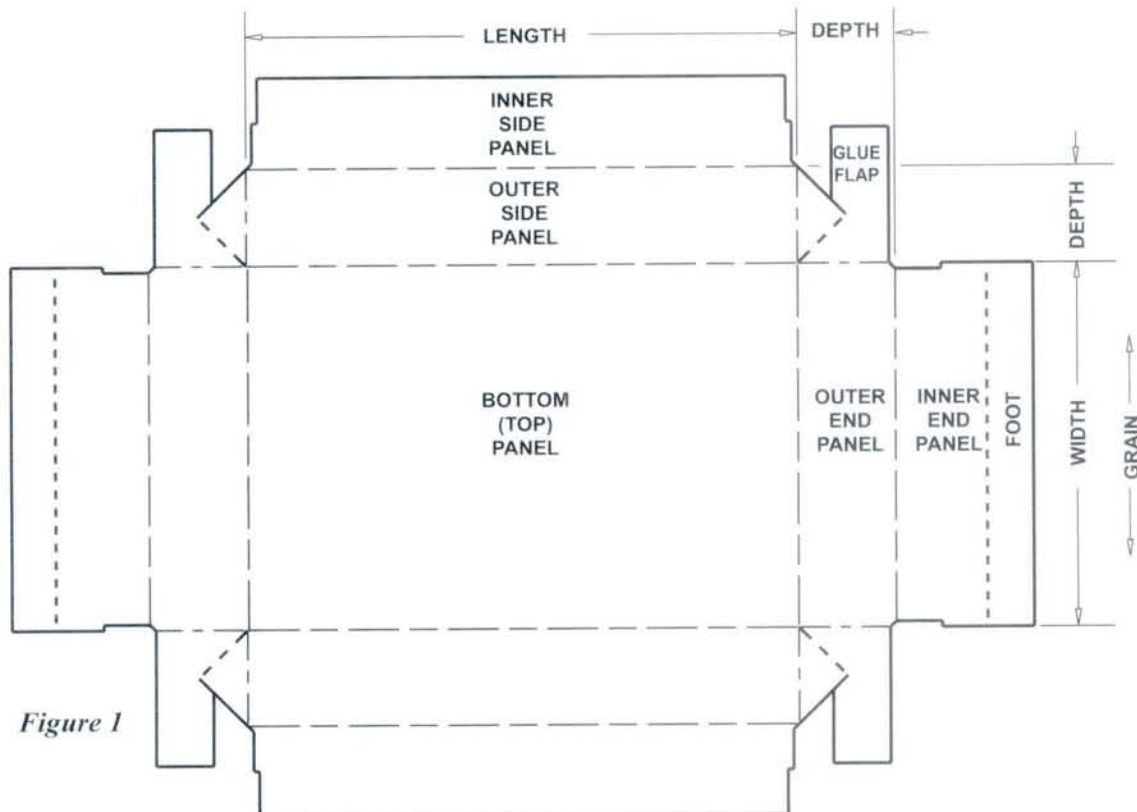 LENGTH
DEPTH
INNER
SIDE
PANEL
GLUE
FLAP
OUTER
SIDE
PANEL
DEPTH
BOTTOM
(TOP)
PANEL
OUTER
END
PANEL
INNER
END
PANEL
FOOT
WIDTH
GRAIN
Figure 1